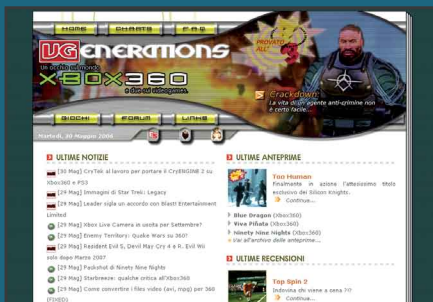 HOME CHARTS F.A.Q.
VGENERATIONS
PROVATO ALL'
E3
Un occhio sul mondo
X-BOX360
e due sui videogames.
Crackdown:
La vita di un agente anti-crimine non
è certo facile...
GIOCHI FORUM LINKS
Martedì, 30 Maggio 2006
ULTIME NOTIZIE
[30 Mag] CryTek al lavoro per portare il CryENGINE 2 su
Xbox360 e PS3
[29 Mag] Immagini di Star Trek: Legacy
[29 Mag] Leader sigla un accordo con Blast! Entertainment
Limited
[29 Mag] Xbox Live Camera in uscita per Settembre?
[29 Mag] Enemy Territory: Quake Wars su 360?
[29 Mag] Resident Evil 5, Devil May Cry 4 e R. Evil Wii
solo dopo Marzo 2007?
[29 Mag] Packshot di Ninety Nine Nights
[29 Mag] Starbreeze: qualche critica all'Xbox360
[29 Mag] Come convertire i files video (avi, mpg) per 360
(FIXED)
ULTIME ANTEPRIME
Too Human
Finalmente in azione l'attesissimo titolo
esclusivo dei Silicon Knights.
Continua...
Blue Dragon (Xbox360)
Viva Piñata (Xbox360)
Ninety Nine Nights (Xbox360)
» Vai all'archivio delle anteprime...
ULTIME RECENSIONI
Top Spin 2
Indovina chi viene a sena ?!?
Continua...